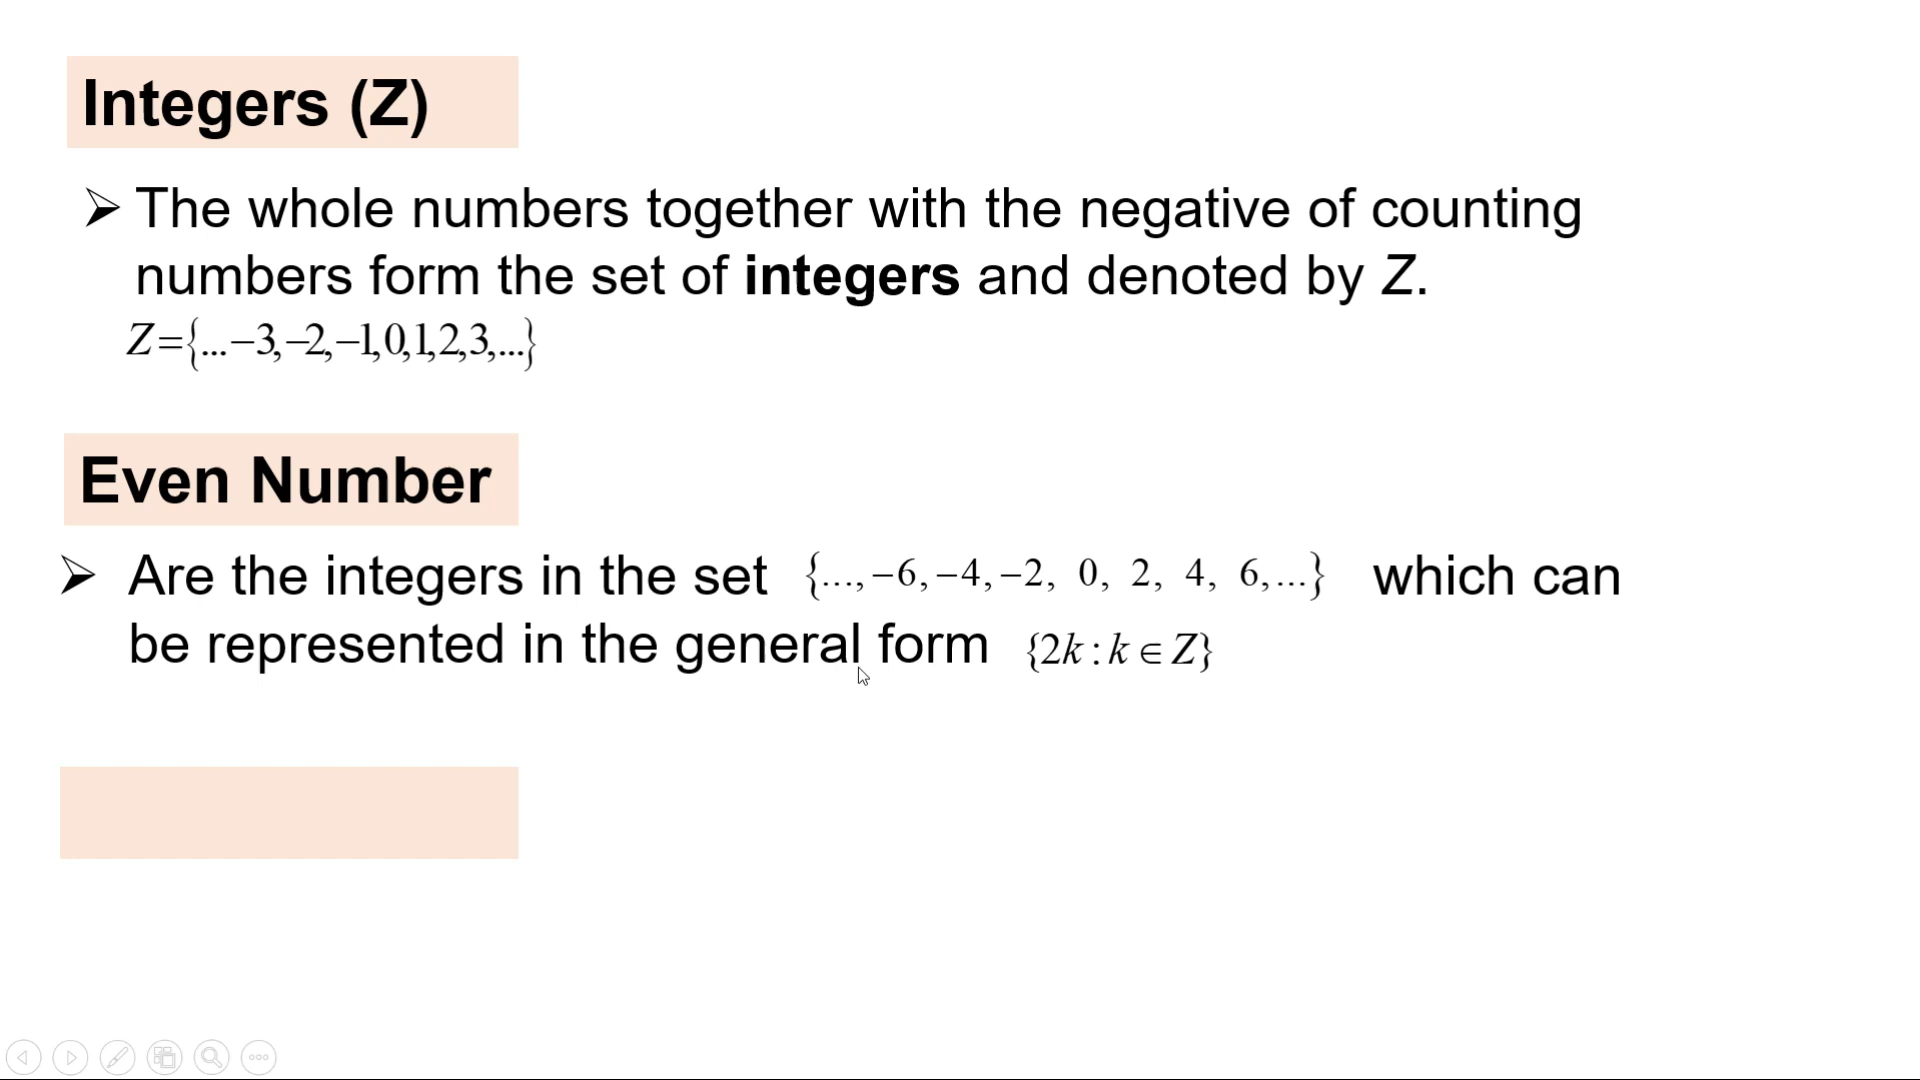 Integers (Z)
➢ The whole numbers together with the negative of counting
numbers form the set of integers and denoted by Z.
Z={...−3,−2,−1,0,1,2,3,...}
Even Number
➢ Are the integers in the set {...,−6,−4,−2, 0, 2, 4, 6,...} which can
be represented in the general form {2k : k ∈ Z}